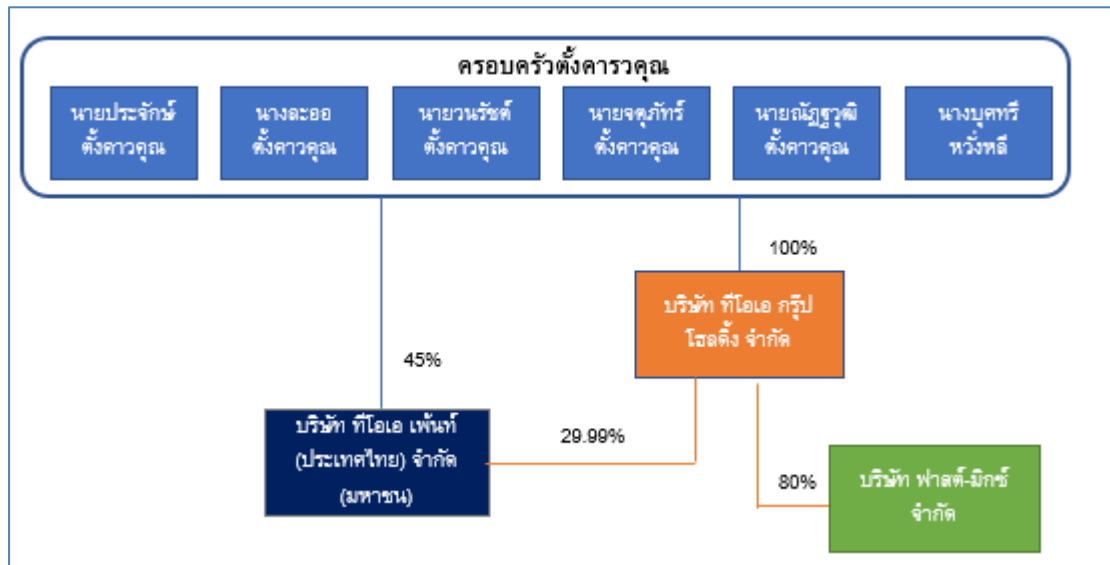 ครอบครัวตั้งคารวคุณ
นายประจักษ์
ตั้งคาวคุณ
นางละออ
ตั้งคาวคุณ
นายวนรัชต์
ตั้งคาวคุณ
นายจตุภัทร์
ตั้งคาวคุณ
นายณัฏฐวุฒิ
ตั้งคาวคุณ
นางบุศทรี
หวั่งหลี
100%
บริษัท ทีโอเอ กรุ๊ป
โฮลดิ้ง จำกัด
45%
บริษัท ทีโอเอ เพ้นท์
(ประเทศไทย) จำกัด
(มหาชน)
29.99%
80%
บริษัท ฟาสต์-มิกซ์
จำกัด